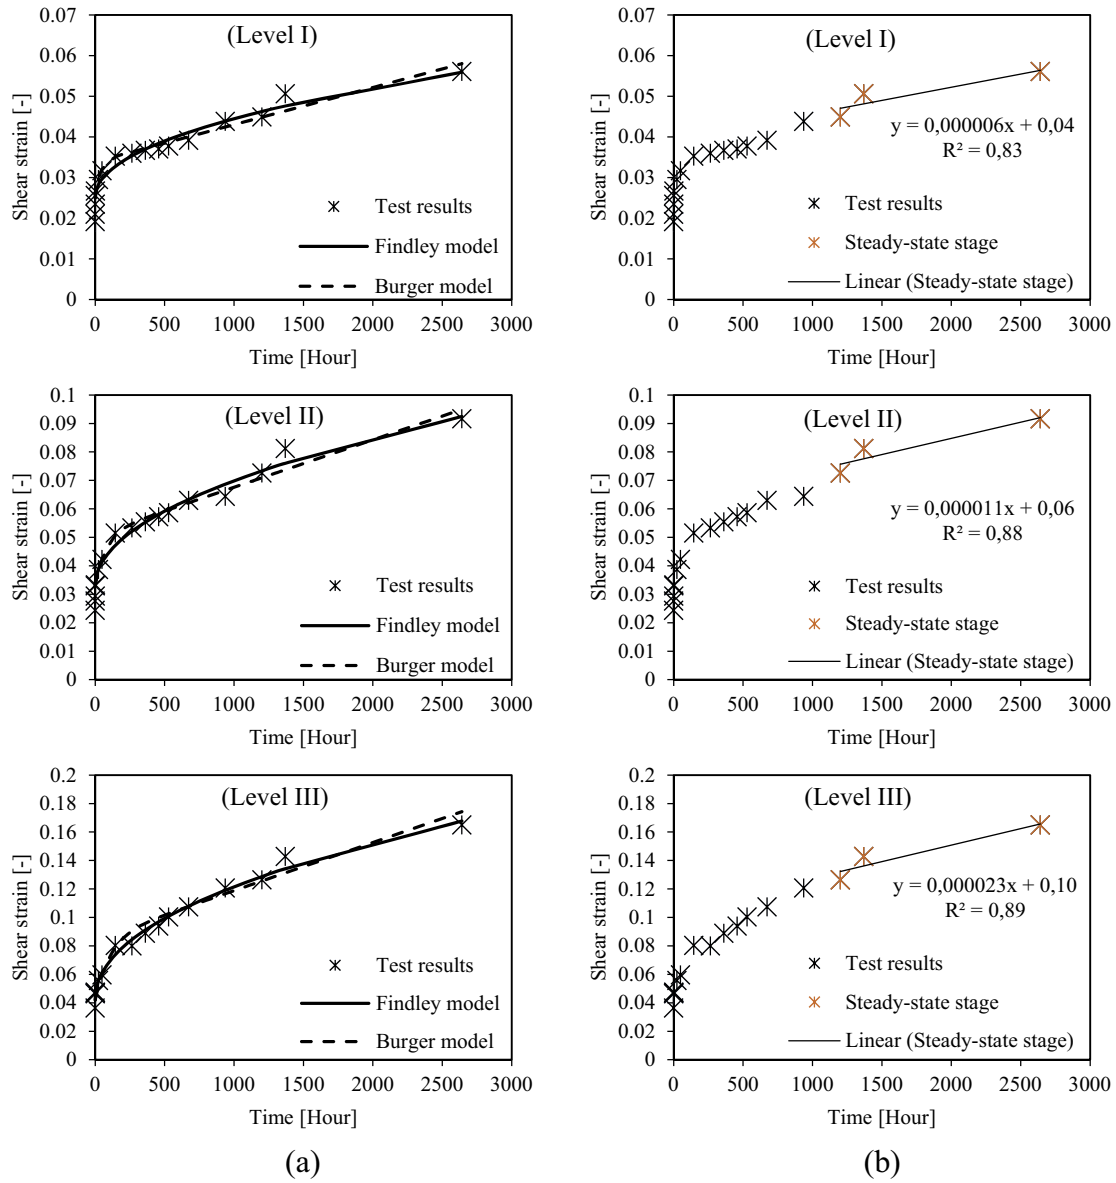 (Level I)
Shear strain [-]
0.07
0.06
0.05
0.04
0.03
0.02
0.01
0
Test results
Findley model
Burger model
0 500 1000 1500 2000 2500 3000
Time [Hour]
(Level I)
Shear strain [-]
0.07
0.06
0.05
0.04
0.03
0.02
0.01
0
y = 0,000006x + 0,04
R² = 0,83
Test results
Steady-state stage
Linear (Steady-state stage)
0 500 1000 1500 2000 2500 3000
Time [Hour]
(Level II)
Shear strain [-]
0.1
0.09
0.08
0.07
0.06
0.05
0.04
0.03
0.02
0.01
0
Test results
Findley model
Burger model
0 500 1000 1500 2000 2500 3000
Time [Hour]
(Level II)
Shear strain [-]
0.1
0.09
0.08
0.07
0.06
0.05
0.04
0.03
0.02
0.01
0
y = 0,000011x + 0,06
R² = 0,88
Test results
Steady-state stage
Linear (Steady-state stage)
0 500 1000 1500 2000 2500 3000
Time [Hour]
(Level III)
Shear strain [-]
0.2
0.18
0.16
0.14
0.12
0.1
0.08
0.06
0.04
0.02
0
Test results
Findley model
Burger model
0 500 1000 1500 2000 2500 3000
Time [Hour]
(Level III)
Shear strain [-]
0.2
0.18
0.16
0.14
0.12
0.1
0.08
0.06
0.04
0.02
0
y = 0,000023x + 0,10
R² = 0,89
Test results
Steady-state stage
Linear (Steady-state stage)
0 500 1000 1500 2000 2500 3000
Time [Hour]
(a)
(b)